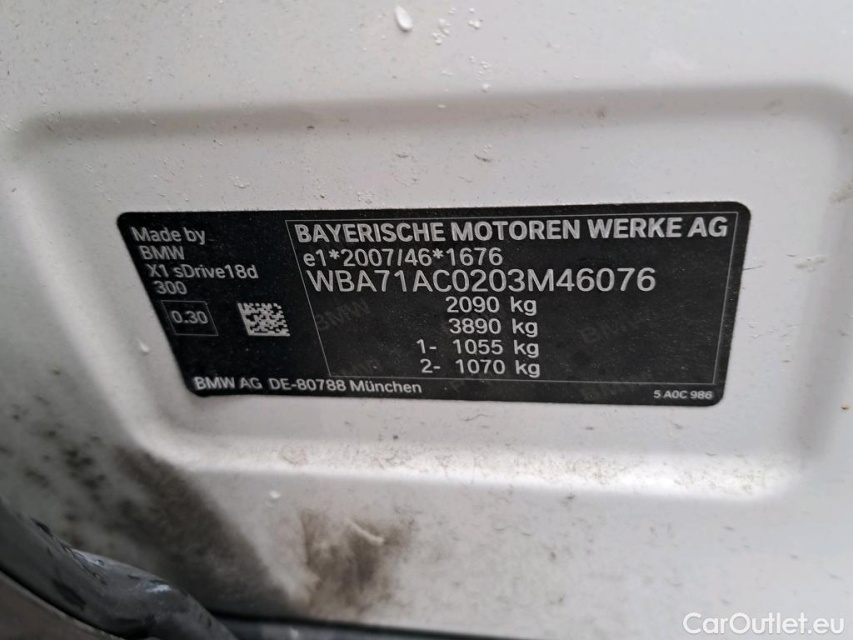 Made by
BMW
X1 sDrive18d
300
0.30
BAYERISCHE MOTOREN WERKE AG
e1*2007/46*1676
WBA71AC0203M46076
2090 kg
3890 kg
1- 1055 kg
2- 1070 kg
BMW AG DE-80788 München
5 A0C 986
CarOutlet.eu